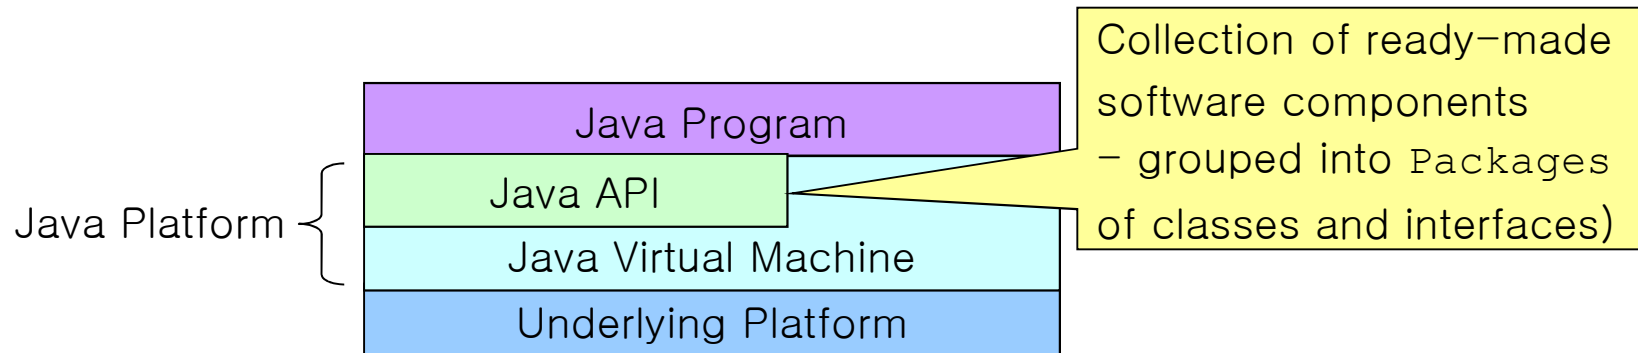 Collection of ready-made
software components
- grouped into Packages
of classes and interfaces)
Java Program
Java API
Java Platform
Java Virtual Machine
Underlying Platform